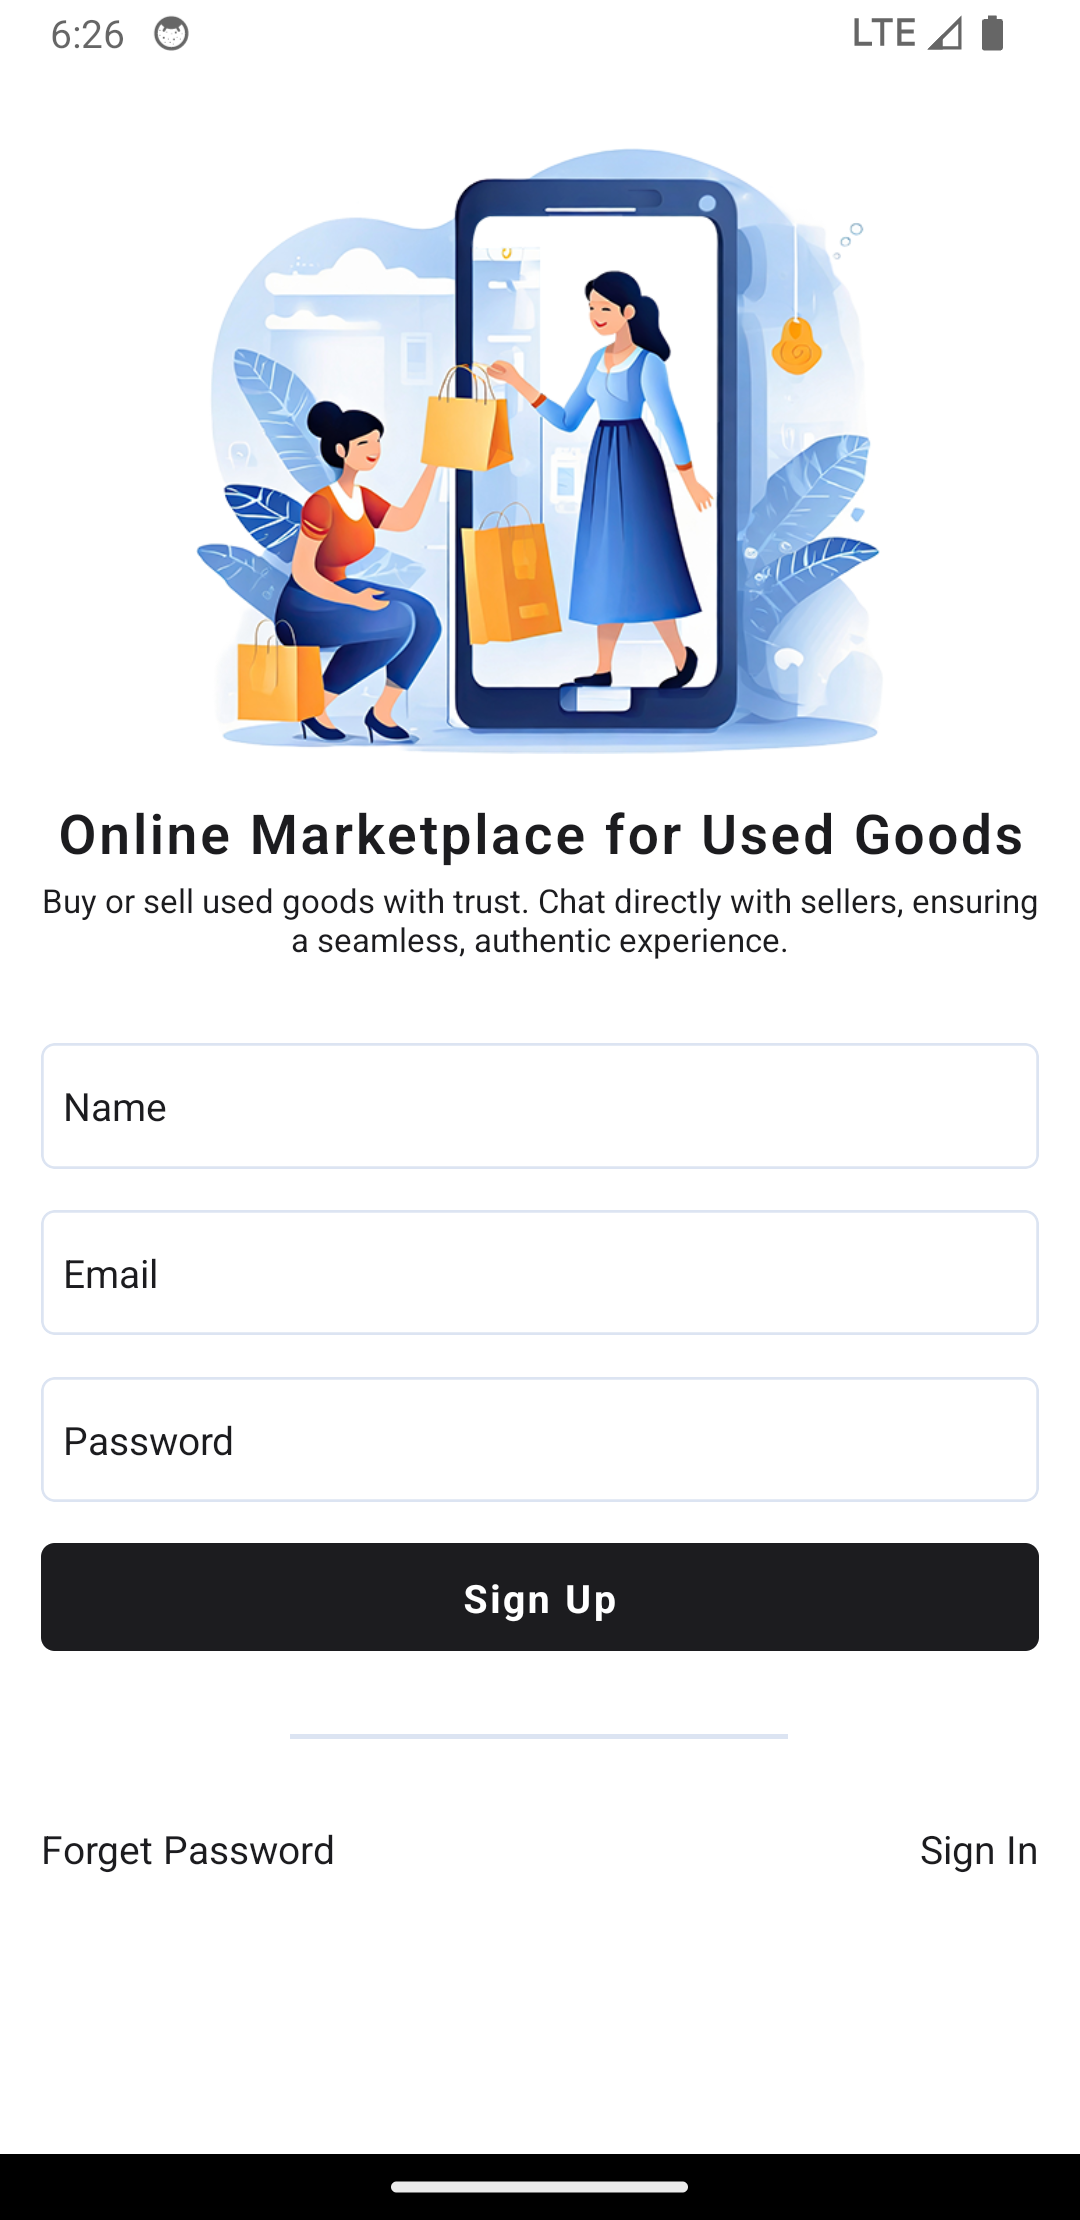 6:26 LTE
Online Marketplace for Used Goods
Buy or sell used goods with trust. Chat directly with sellers, ensuring
a seamless, authentic experience.
Name
Email
Password
Sign Up
Forget Password Sign In